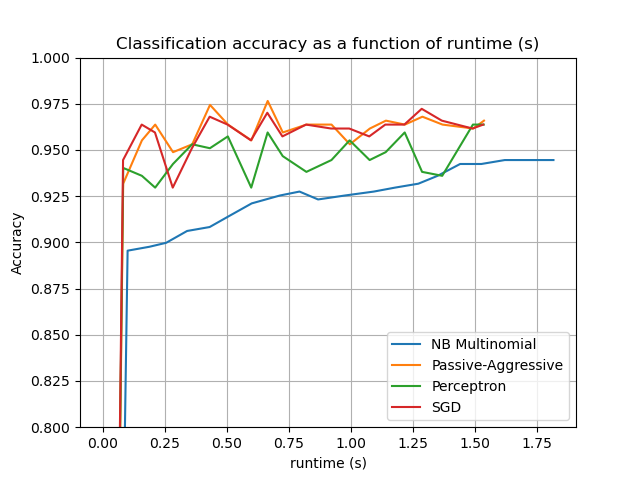 Classification accuracy as a function of runtime (s)
1.000
0.975
0.950
0.925
0.900
0.875
0.850
0.825
0.800
Accuracy
NB Multinomial
Passive-Aggressive
Perceptron
SGD
0.00 0.25 0.50 0.75 1.00 1.25 1.50 1.75
runtime (s)